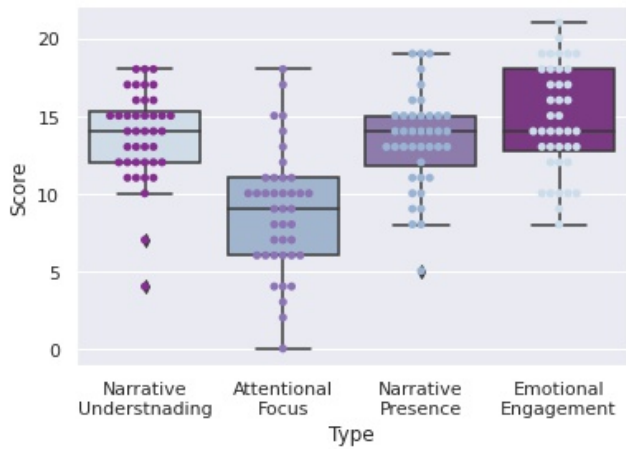 20
15
10
5
0
Score
Narrative
Understnading
Attentional
Focus
Narrative
Presence
Emotional
Engagement
Type